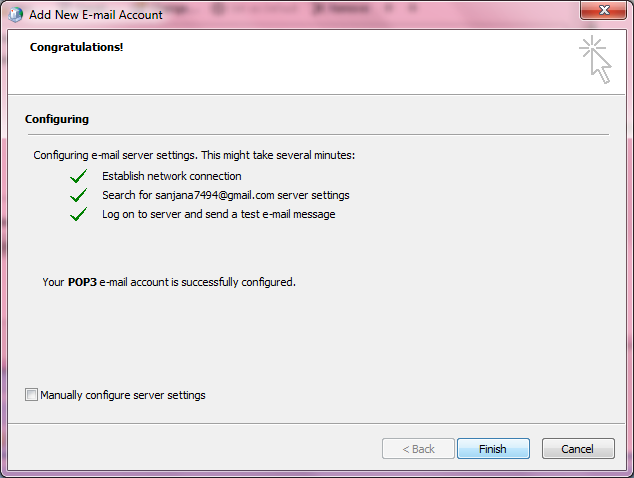 Add New E-mail Account
Congratulations!
Configuring
Configuring e-mail server settings. This might take several minutes:
Establish network connection
Search for sanjana7494@gmail.com server settings
Log on to server and send a test e-mail message
Your POP3 e-mail account is successfully configured.
Manually configure server settings
< Back
Finish
Cancel